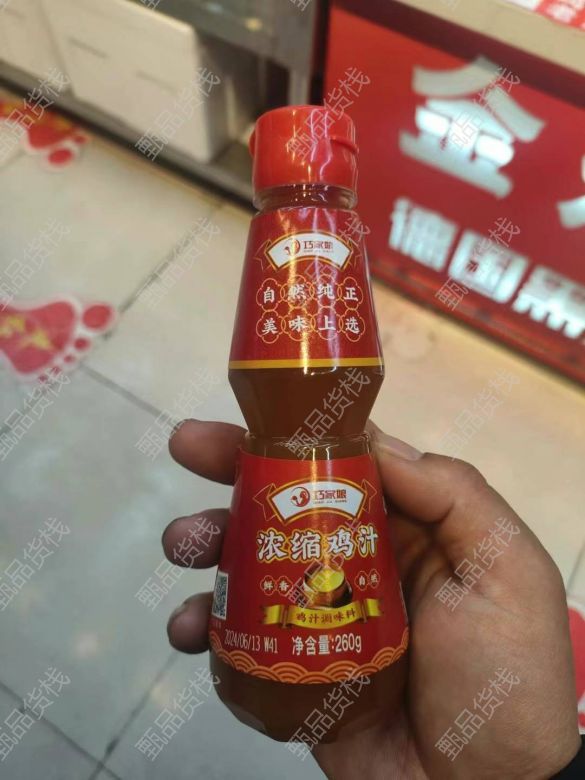 巧家娘
自然纯正
美味上选
巧家娘
浓缩鸡汁
鲜香
自然
鸡汁调味料
2024/06/13 W41
净含量:260g
德国
甄品货栈